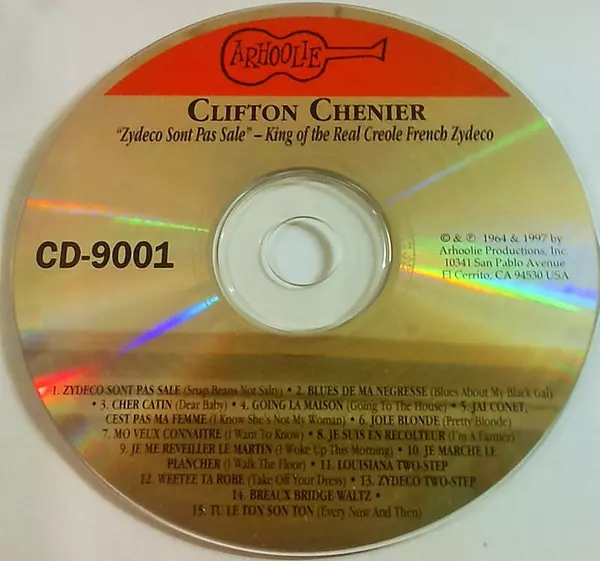 ARHOOLIE
CLIFTON CHENIER
"Zydeco Sont Pas Sale" – King of the Real Creole French Zydeco
CD-9001
© & ℗ 1964 & 1997 by
Arhoolie Productions, Inc
10341 San Pablo Avenue
El Cerrito, CA 94530 USA
1. ZYDECO SONT PAS SALE (Snap Beans Not Salty) • 2. BLUES DE MA NEGRESSE (Blues About My Black Gal)
• 3. CHER CATIN (Dear Baby) • 4. GOING LA MAISON (Going To The House) • 5. J'AI CONET,
C'EST PAS MA FEMME (I Know She's Not My Woman) • 6. JOLE BLONDE (Pretty Blonde)
7. MO VEUX CONNAITRE (I Want To Know) • 8. JE SUIS EN RECOLTEUR (I'm A Farmer)
9. JE ME REVEILLER LE MARTIN (I Woke Up This Morning) • 10. JE MARCHE LE
PLANCHER (I Walk The Floor) • 11. LOUISIANA TWO-STEP
12. WEEFEE TA ROBE (Take Off Your Dress) • 13. ZYDECO TWO-STEP
14. BREAUX BRIDGE WALTZ •
15. TU LE TON SON TON (Every Now And Then)